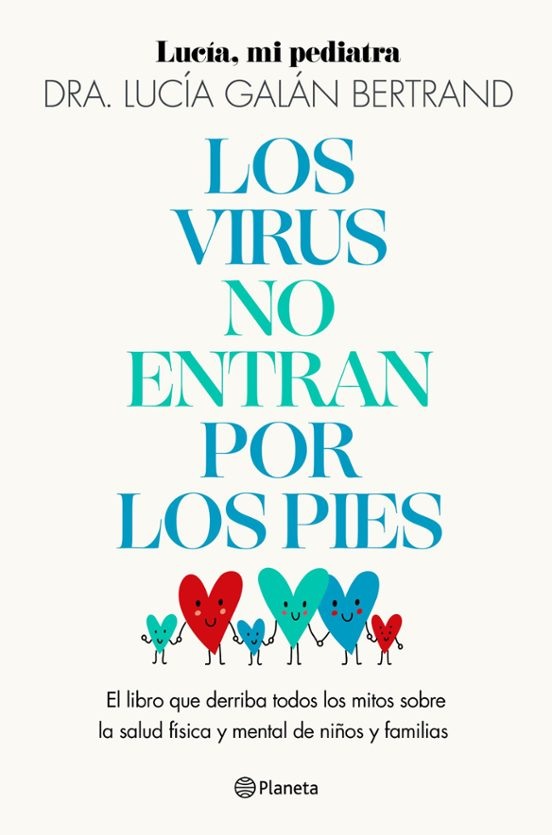 Lucía, mi pediatra
DRA. LUCÍA GALÁN BERTRAND
LOS
VIRUS
NO
ENTRAN
POR
LOS PIES
El libro que derriba todos los mitos sobre
la salud física y mental de niños y familias
Planeta